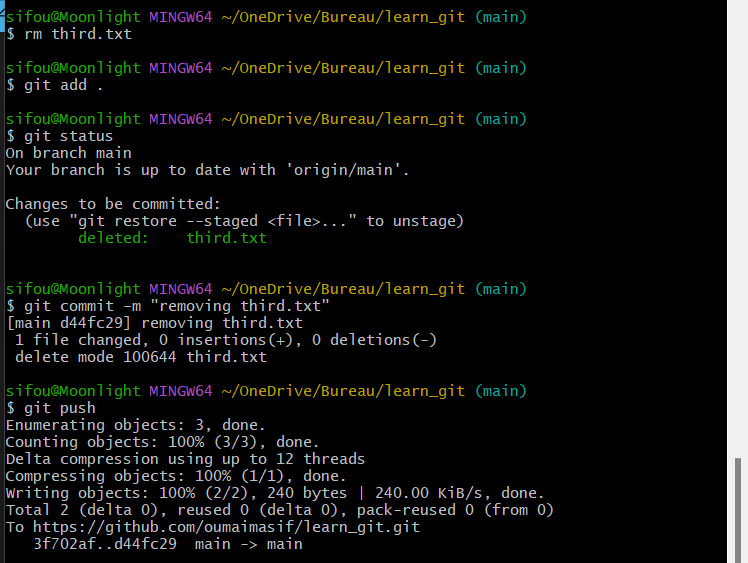 sifou@Moonlight MINGW64 ~/OneDrive/Bureau/learn_git (main)
$ rm third.txt
sifou@Moonlight MINGW64 ~/OneDrive/Bureau/learn_git (main)
$ git add .
sifou@Moonlight MINGW64 ~/OneDrive/Bureau/learn_git (main)
$ git status
On branch main
Your branch is up to date with 'origin/main'.
Changes to be committed:
  (use "git restore --staged <file>..." to unstage)
        deleted:    third.txt
sifou@Moonlight MINGW64 ~/OneDrive/Bureau/learn_git (main)
$ git commit -m "removing third.txt"
[main d44fc29] removing third.txt
 1 file changed, 0 insertions(+), 0 deletions(-)
 delete mode 100644 third.txt
sifou@Moonlight MINGW64 ~/OneDrive/Bureau/learn_git (main)
$ git push
Enumerating objects: 3, done.
Counting objects: 100% (3/3), done.
Delta compression using up to 12 threads
Compressing objects: 100% (1/1), done.
Writing objects: 100% (2/2), 240 bytes | 240.00 KiB/s, done.
Total 2 (delta 0), reused 0 (delta 0), pack-reused 0 (from 0)
To https://github.com/oumaimasif/learn_git.git
   3f702af..d44fc29  main -> main